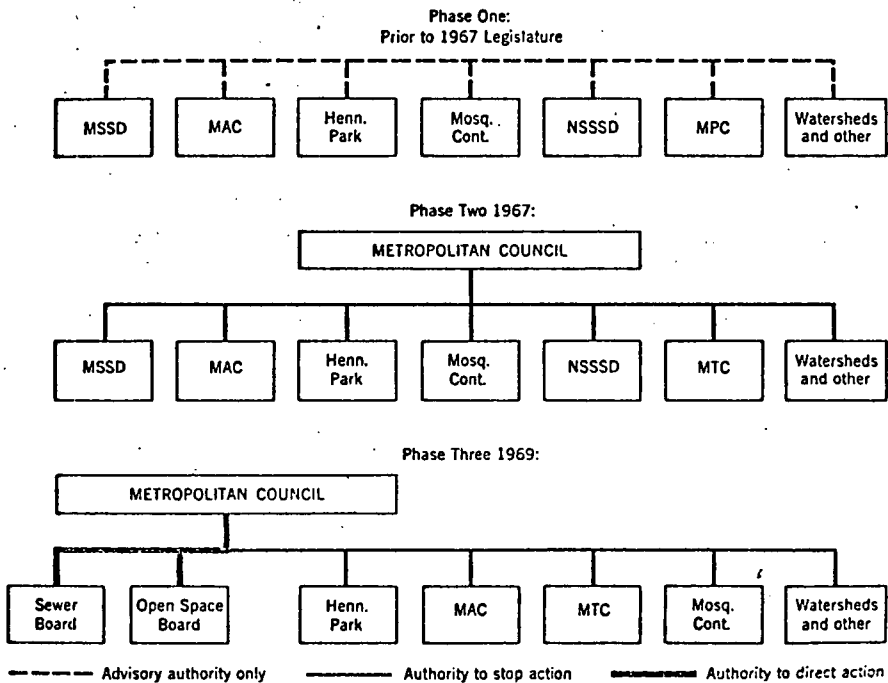 Phase One:
Prior to 1967 Legislature
MSSD
MAC
Henn.
Park
Mosq.
Cont.
NSSSD
MPC
Watersheds
and other
Phase Two 1967:
METROPOLITAN COUNCIL
MSSD
MAC
Henn.
Park
Mosq.
Cont.
NSSSD
MTC
Watersheds
and other
Phase Three 1969:
METROPOLITAN COUNCIL
Sewer
Board
Open Space
Board
Henn.
Park
MAC
MTC
Mosq.
Cont.
Watersheds
and other
Advisory authority only
Authority to stop action
Authority to direct action